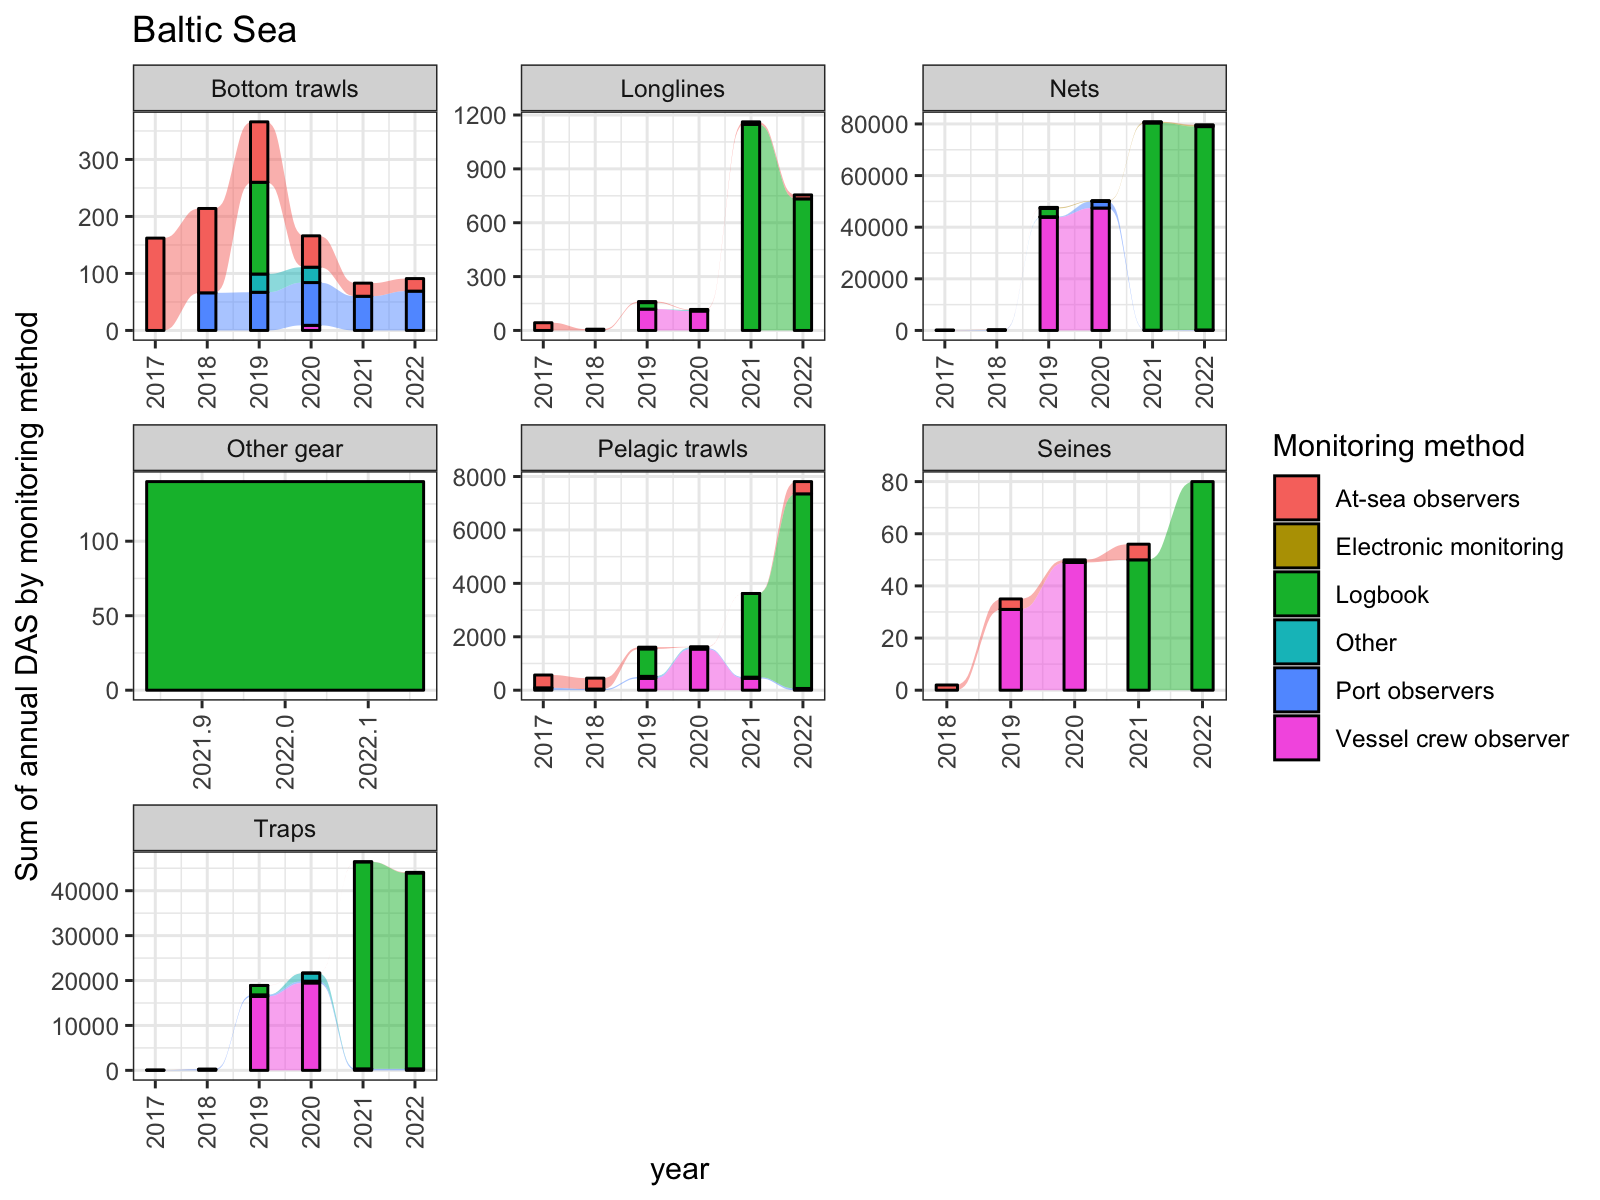 Baltic Sea
Bottom trawls
Longlines
Nets
300
200
100
0
1200
900
600
300
0
80000
60000
40000
20000
0
2017 2018 2019 2020 2021 2022
2017 2018 2019 2020 2021 2022
2017 2018 2019 2020 2021 2022
Sum of annual DAS by monitoring method
Other gear
Pelagic trawls
Seines
100
50
0
8000
6000
4000
2000
0
80
60
40
20
0
2021.9 2022.0 2022.1
2017 2018 2019 2020 2021 2022
2018 2019 2020 2021 2022
Monitoring method
At-sea observers
Electronic monitoring
Logbook
Other
Port observers
Vessel crew observer
Traps
40000
30000
20000
10000
0
2017 2018 2019 2020 2021 2022
year